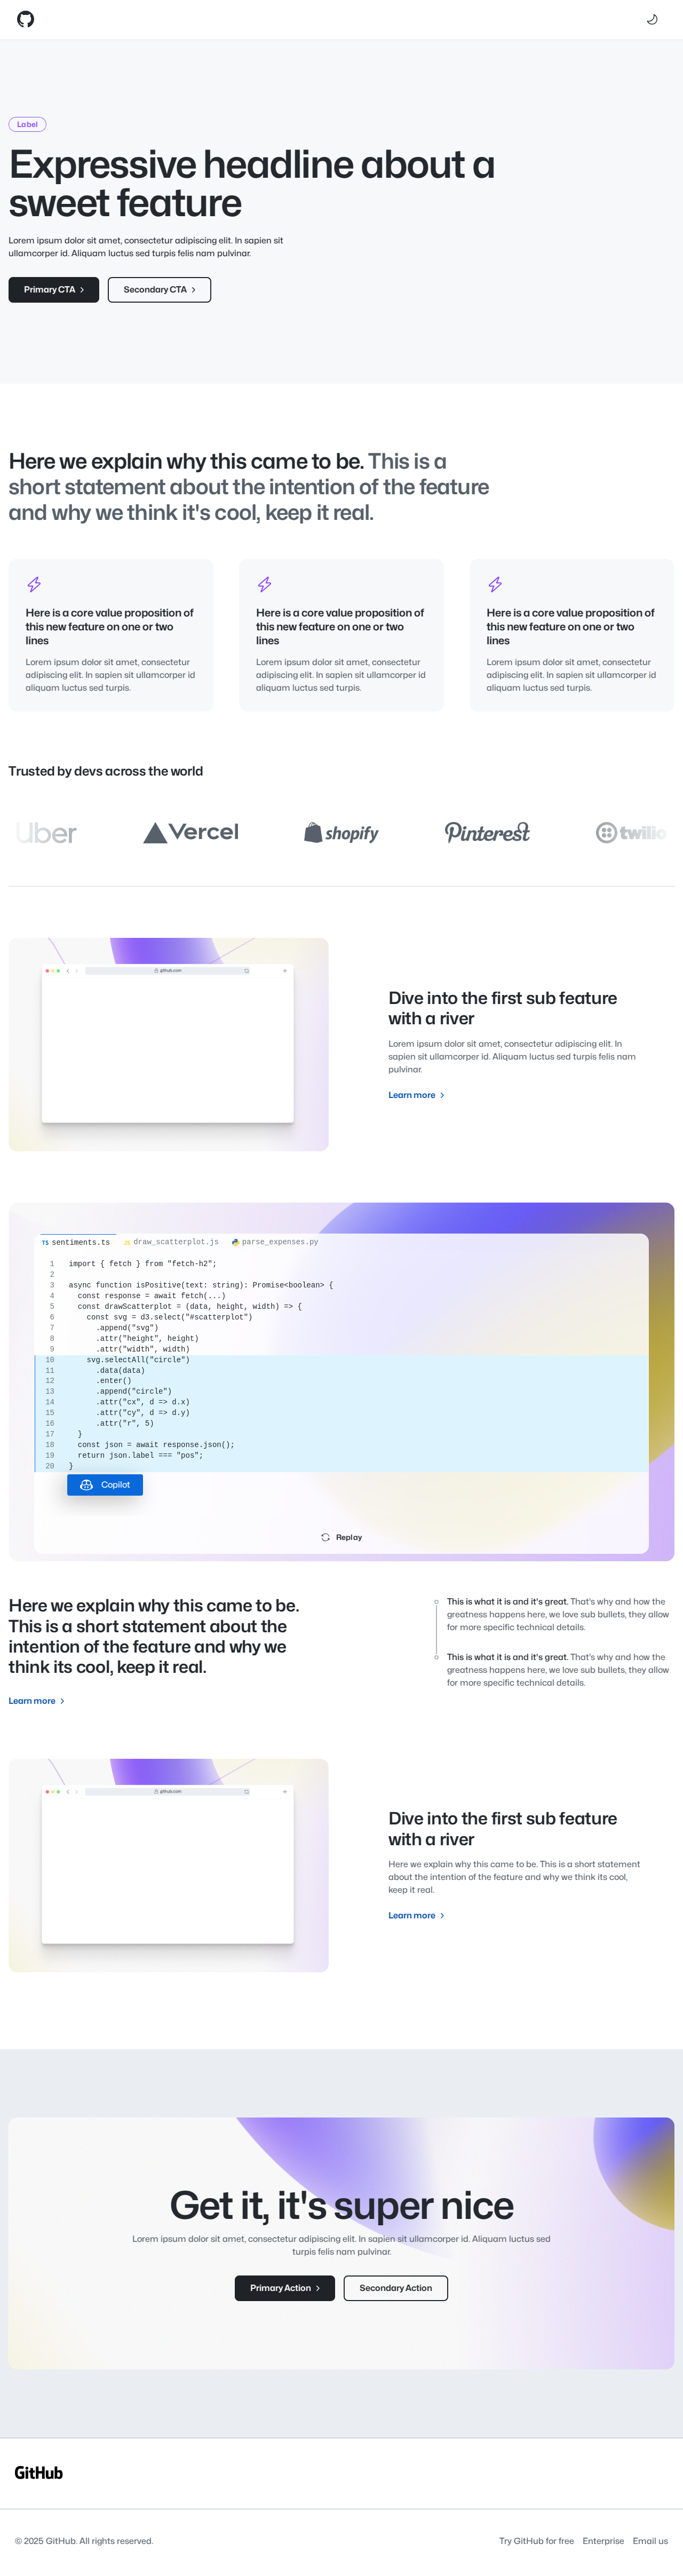 Label
Expressive headline about a
sweet feature
Lorem ipsum dolor sit amet, consectetur adipiscing elit. In sapien sit
ullamcorper id. Aliquam luctus sed turpis felis nam pulvinar.
Primary CTA
Secondary CTA
Here we explain why this came to be. This is a
short statement about the intention of the feature
and why we think it's cool, keep it real.
Here is a core value proposition of
this new feature on one or two
lines
Lorem ipsum dolor sit amet, consectetur
adipiscing elit. In sapien sit ullamcorper id
aliquam luctus sed turpis.
Here is a core value proposition of
this new feature on one or two
lines
Lorem ipsum dolor sit amet, consectetur
adipiscing elit. In sapien sit ullamcorper id
aliquam luctus sed turpis.
Here is a core value proposition of
this new feature on one or two
lines
Lorem ipsum dolor sit amet, consectetur
adipiscing elit. In sapien sit ullamcorper id
aliquam luctus sed turpis.
Trusted by devs across the world
Uber
Vercel
shopify
Pinterest
twilio
github.com
Dive into the first sub feature
with a river
Lorem ipsum dolor sit amet, consectetur adipiscing elit. In
sapien sit ullamcorper id. Aliquam luctus sed turpis felis nam
pulvinar.
Learn more
TS sentiments.ts
JS draw_scatterplot.js
parse_expenses.py
1 import { fetch } from "fetch-h2";
2
3 async function isPositive(text: string): Promise<boolean> {
4 const response = await fetch(...)
5 const drawScatterplot = (data, height, width) => {
6 const svg = d3.select("#scatterplot")
7 .append("svg")
8 .attr("height", height)
9 .attr("width", width)
10 svg.selectAll("circle")
11 .data(data)
12 .enter()
13 .append("circle")
14 .attr("cx", d => d.x)
15 .attr("cy", d => d.y)
16 .attr("r", 5)
17 }
18 const json = await response.json();
19 return json.label === "pos";
20 }
Copilot
Replay
Here we explain why this came to be.
This is a short statement about the
intention of the feature and why we
think its cool, keep it real.
Learn more
This is what it is and it's great. That's why and how the
greatness happens here, we love sub bullets, they allow
for more specific technical details.
This is what it is and it's great. That's why and how the
greatness happens here, we love sub bullets, they allow
for more specific technical details.
github.com
Dive into the first sub feature
with a river
Here we explain why this came to be. This is a short statement
about the intention of the feature and why we think its cool,
keep it real.
Learn more
Get it, it's super nice
Lorem ipsum dolor sit amet, consectetur adipiscing elit. In sapien sit ullamcorper id. Aliquam luctus sed
turpis felis nam pulvinar.
Primary Action
Secondary Action
GitHub
© 2025 GitHub. All rights reserved.
Try GitHub for free
Enterprise
Email us